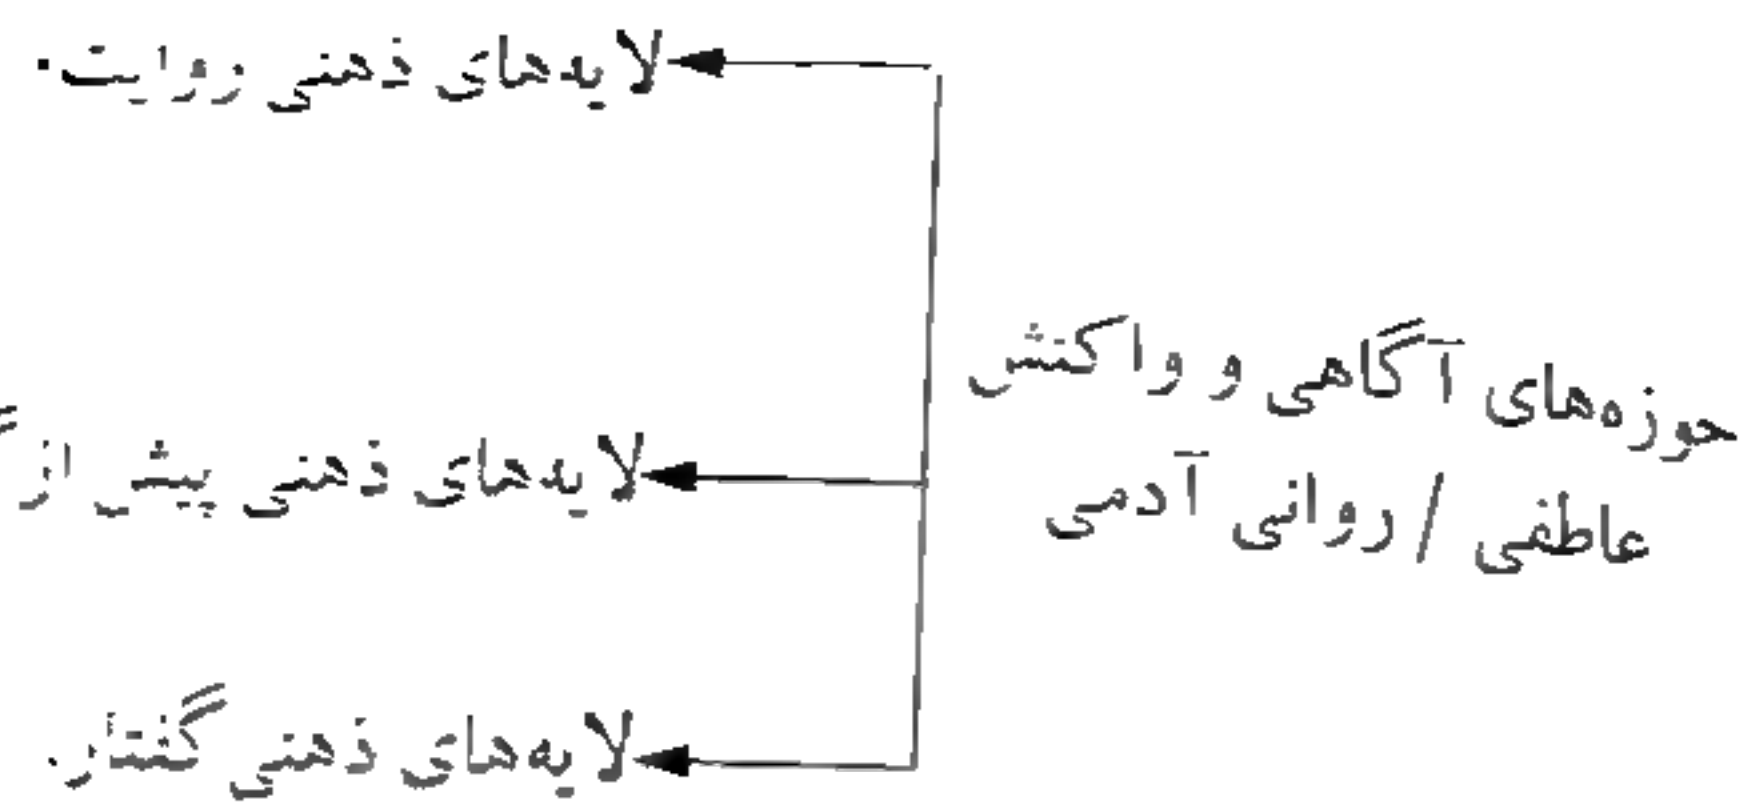 حوزه‌های آگاهی و واکنش
عاطفی / روانی آدمی
لایه‌های ذهنی روایت.
لایه‌های ذهنی پیش از
لایه‌های ذهنی گفتار.